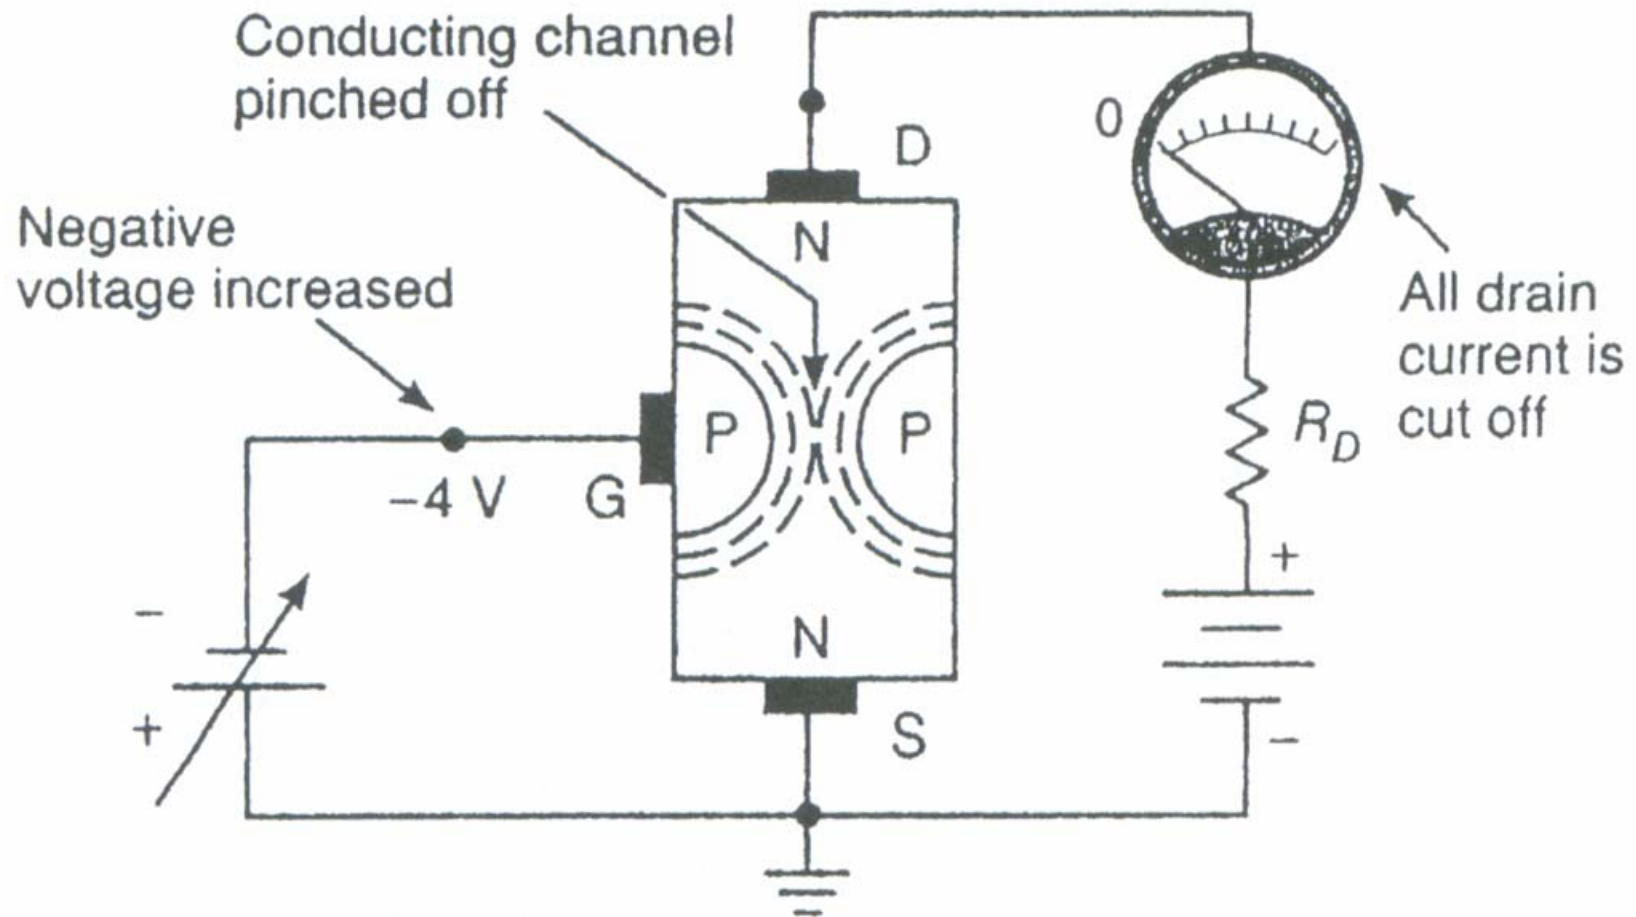 Conducting channel
pinched off
0
D
N
Negative
voltage increased
All drain
current is
cut off
P
P
R_D
−4 V
G
+
−
N
+
S
−